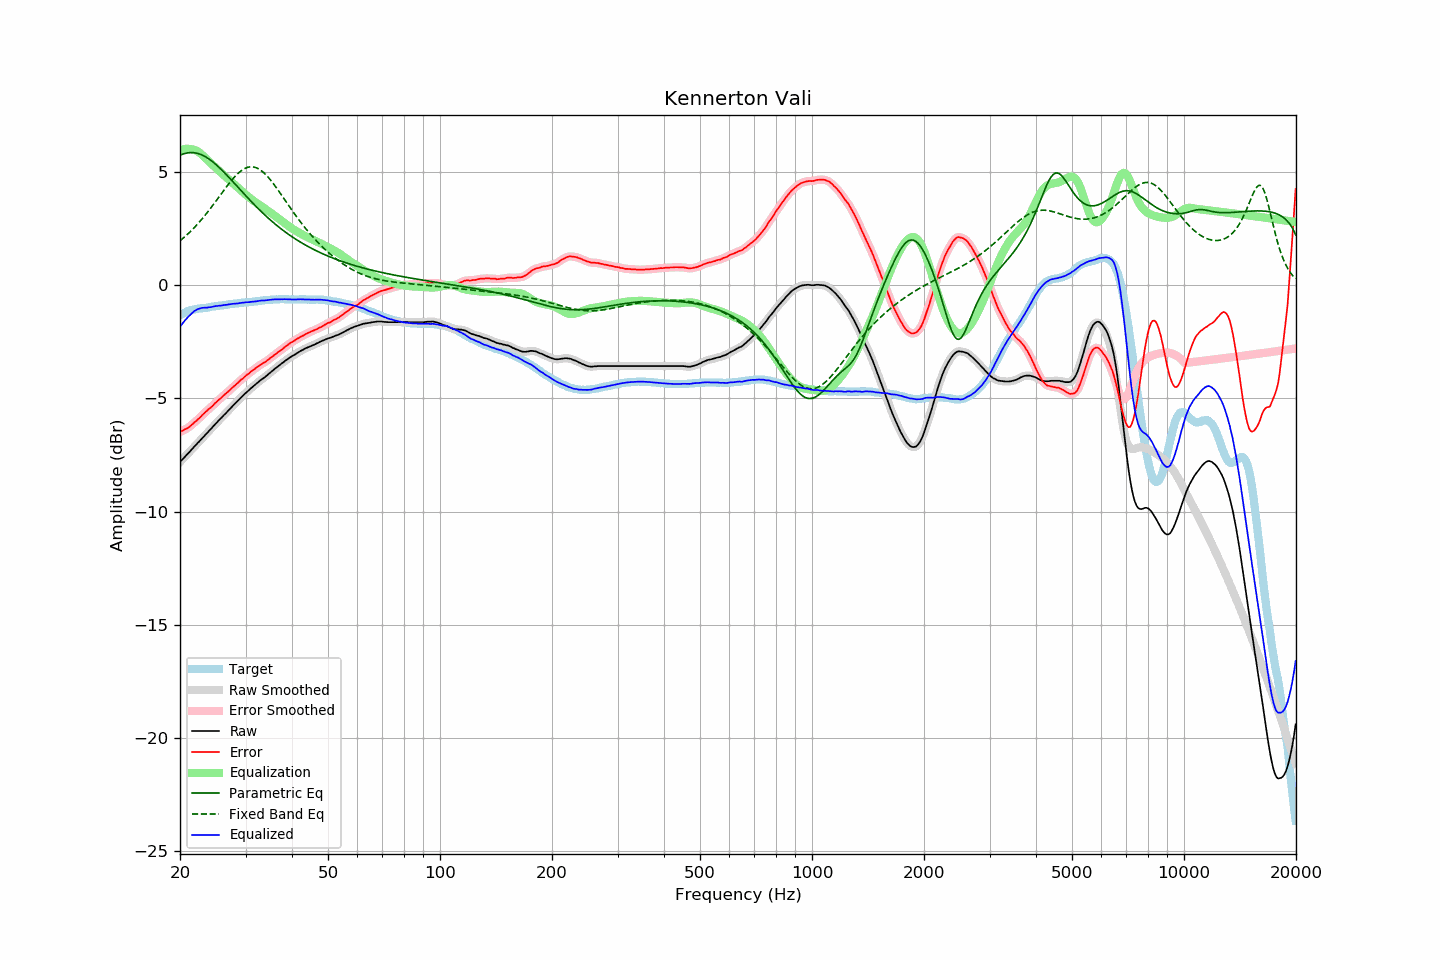 Kennerton Vali
Amplitude (dBr)
5
0
−5
−10
−15
−20
−25
Target
Raw Smoothed
Error Smoothed
Raw
Error
Equalization
Parametric Eq
Fixed Band Eq
Equalized
20 50 100 200 500 1000 2000 5000 10000 20000
Frequency (Hz)